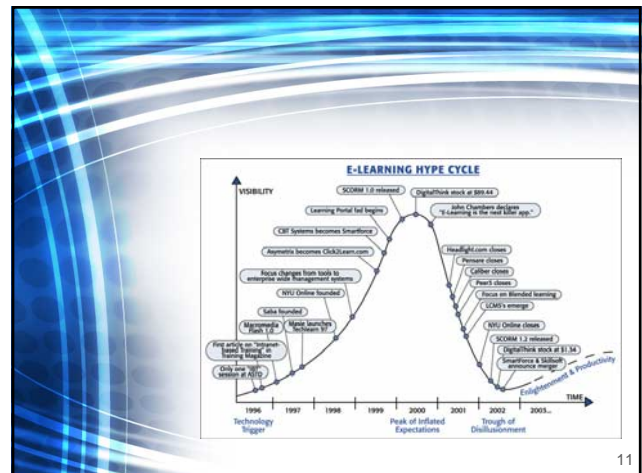 E-LEARNING HYPE CYCLE
VISIBILITY
SCORM 1.0 released
DigitalThink stock at $89.44
Learning Portal fad begins
John Chambers declares
"E-Learning is the next killer app."
CBT Systems becomes Smartforce
Asymetrix becomes Click2Learn.com
Headlight.com closes
Pensare closes
Caliber closes
Focus changes from tools to
enterprise wide management systems
Peer3 closes
Focus on Blended learning
NYU Online founded
LCMS's emerge
Saba founded
NYU Online closes
Macromedia
Flash 1.0
Masie launches
Techlearn 97
SCORM 1.2 released
First article on "Intranet-
based Training" in
Training Magazine
DigitalThink stock at $1.54
SmartForce & Skillsoft
announce merger
Only one
session at ASTD
Enlightenment & Productivity
TIME
1996
1997
1998
1999
2000
2001
2002
2003...
Technology
Trigger
Peak of Inflated
Expectations
Trough of
Disillusionment
11